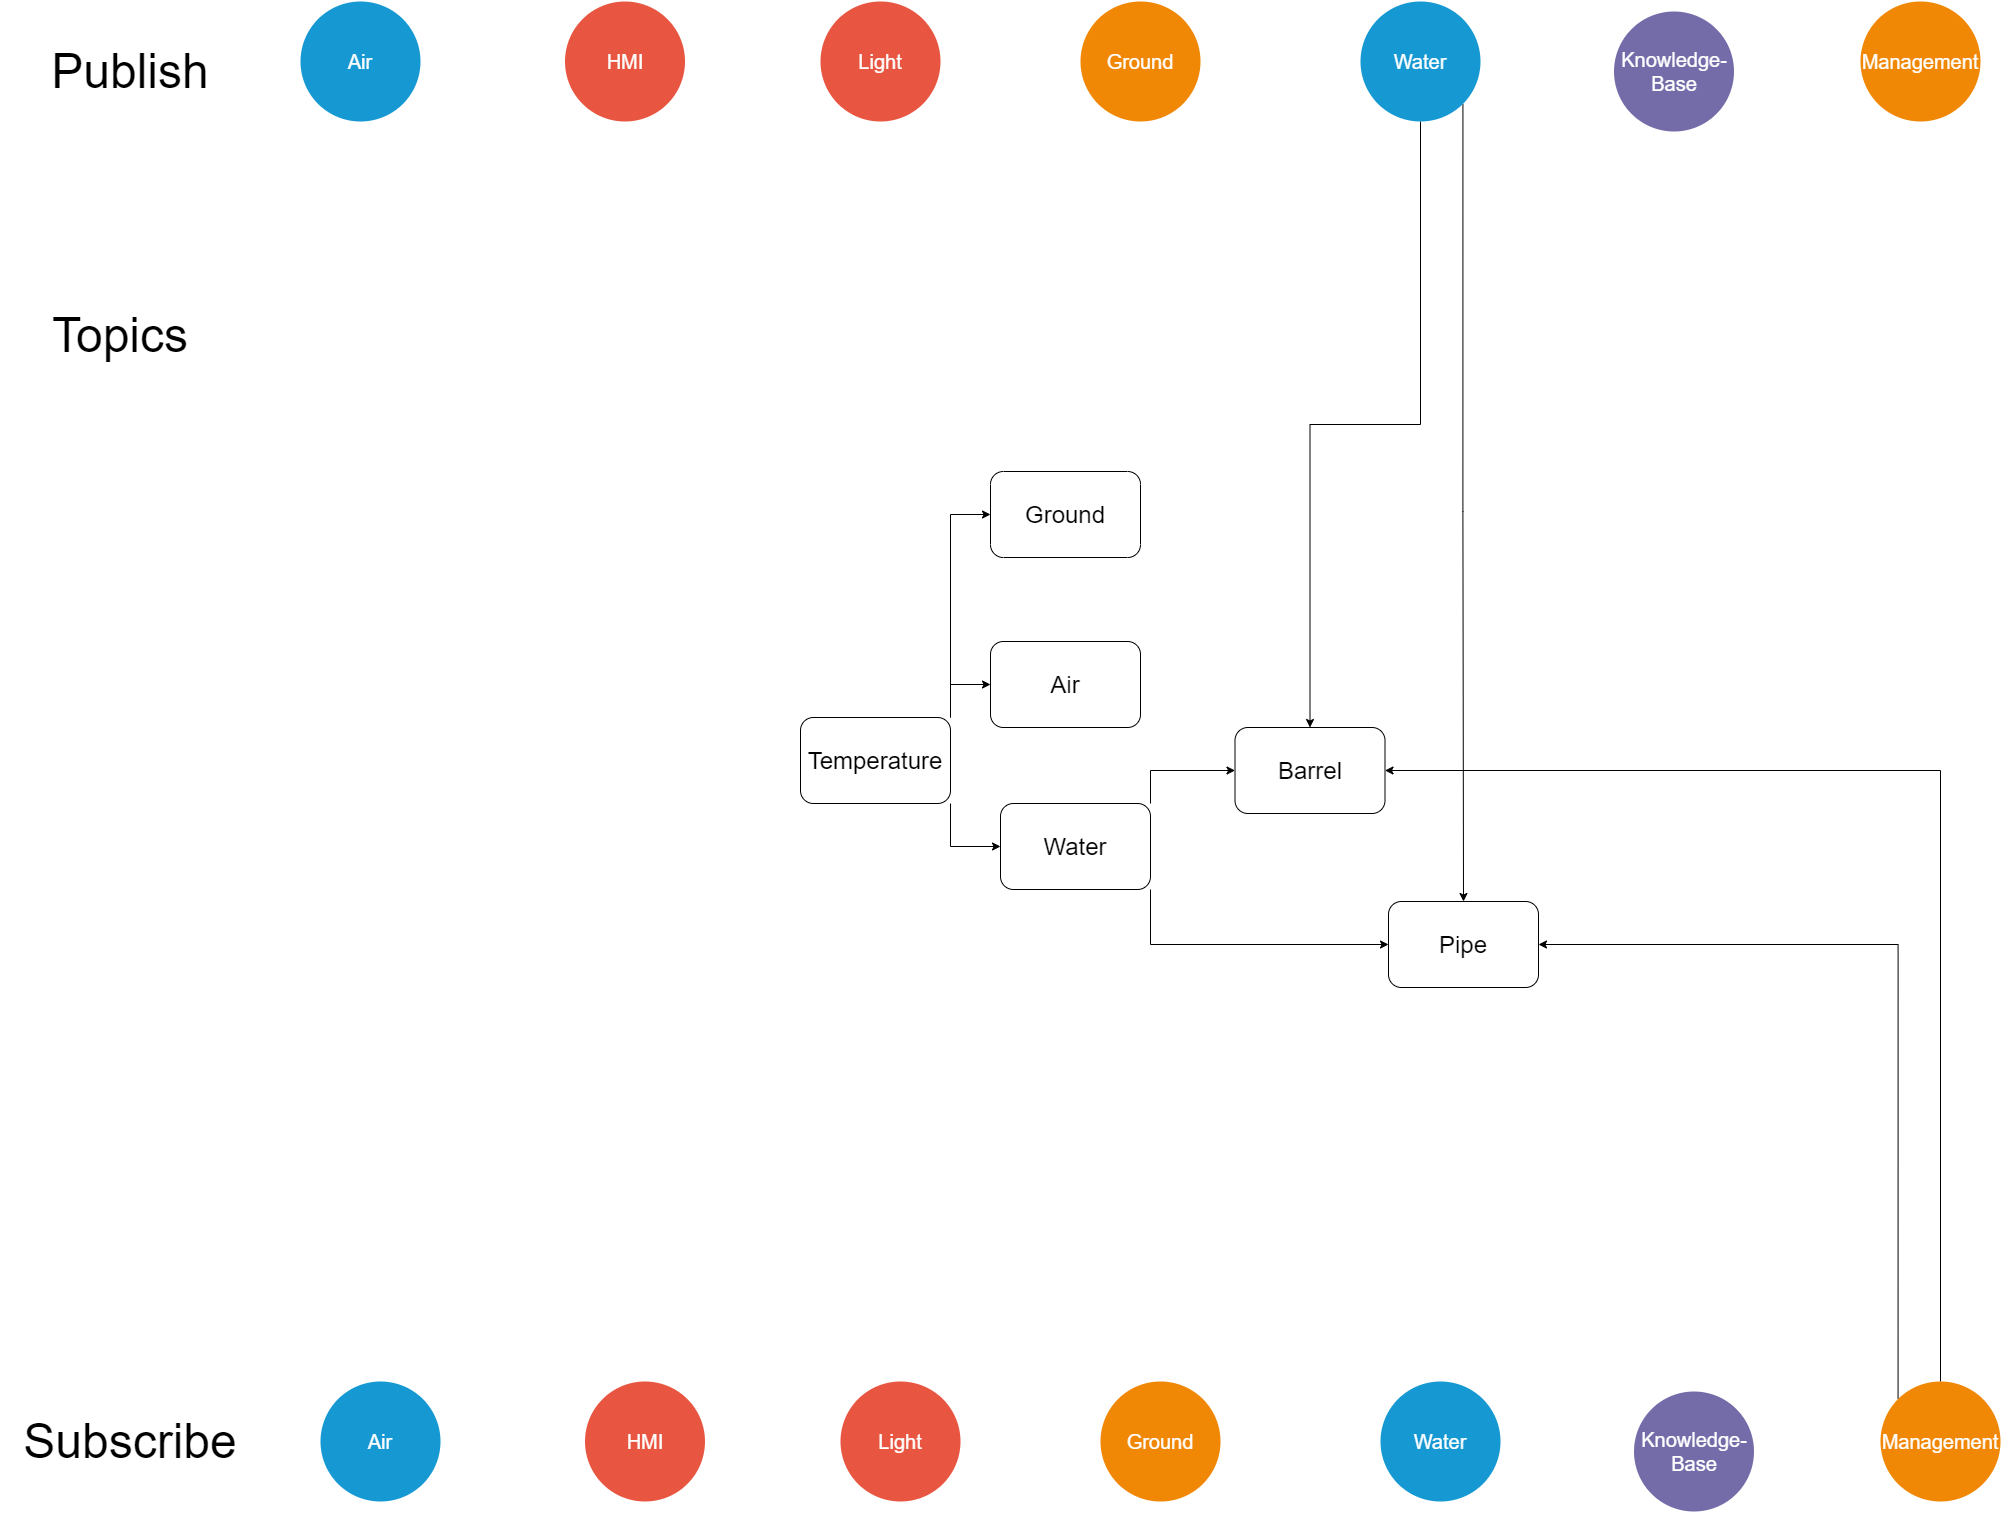 Publish
Air
HMI
Light
Ground
Water
Knowledge-
Base
Management
Topics
Ground
Air
Temperature
Barrel
Water
Pipe
Subscribe
Air
HMI
Light
Ground
Water
Knowledge-
Base
Management